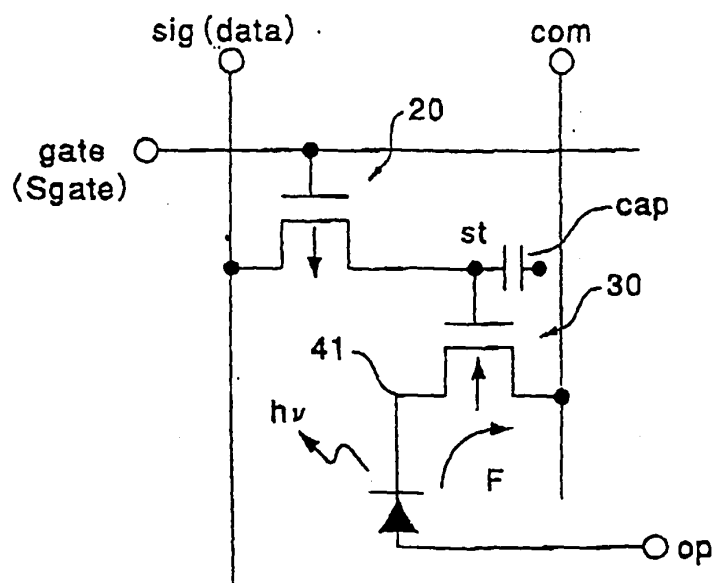 sig (data)
com
20
gate
(Sgate)
cap
st
30
41
hν
F
op